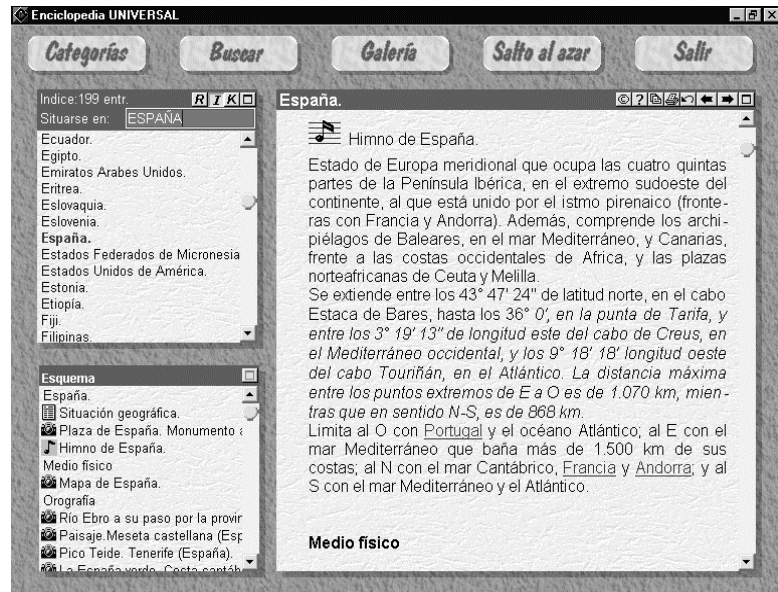 Enciclopedia UNIVERSAL
Categorías
Buscar
Galería
Salto al azar
Salir
Indice:199 entr.
R I K
Situarse en: ESPAÑA
Ecuador.
Egipto.
Emiratos Arabes Unidos.
Eritrea.
Eslovaquia.
Eslovenia.
España.
Estados Federados de Micronesia
Estados Unidos de América.
Estonia.
Etiopía.
Fiji.
Filipinas.
Esquema
España.
Situación geográfica.
Plaza de España. Monumento a
Himno de España.
Medio físico
Mapa de España.
Orografía
Río Ebro a su paso por la provin
Paisaje.Meseta castellana (Esp
Pico Teide. Tenerife (España).
La España verde. Costa cantáb
España.
© ?
Himno de España.
Estado de Europa meridional que ocupa las cuatro quintas
partes de la Península Ibérica, en el extremo sudoeste del
continente, al que está unido por el istmo pirenaico (fronte-
ras con Francia y Andorra). Además, comprende los archi-
piélagos de Baleares, en el mar Mediterráneo, y Canarias,
frente a las costas occidentales de Africa, y las plazas
norteafricanas de Ceuta y Melilla.
Se extiende entre los 43° 47' 24" de latitud norte, en el cabo
Estaca de Bares, hasta los 36° 0', en la punta de Tarifa, y
entre los 3° 19' 13" de longitud este del cabo de Creus, en
el Mediterráneo occidental, y los 9° 18' 18' longitud oeste
del cabo Touriñán, en el Atlántico. La distancia máxima
entre los puntos extremos de E a O es de 1.070 km, mien-
tras que en sentido N-S, es de 868 km.
Limita al O con Portugal y el océano Atlántico; al E con el
mar Mediterráneo que baña más de 1.500 km de sus
costas; al N con el mar Cantábrico, Francia y Andorra; y al
S con el mar Mediterráneo y el Atlántico.
Medio físico